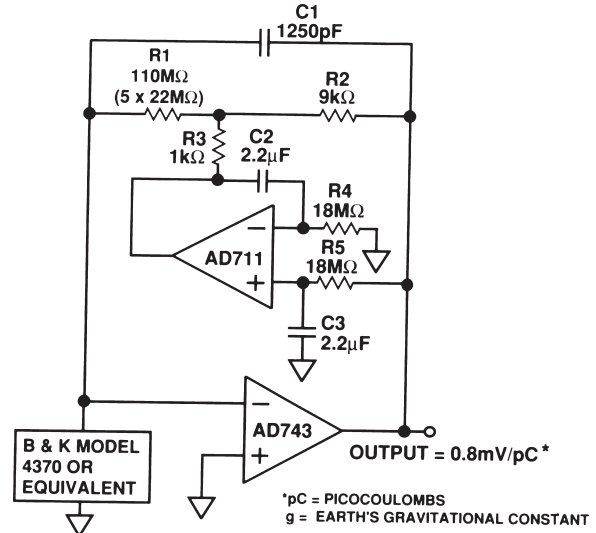 C1
1250pF
R1
110MΩ
(5 x 22MΩ)
R2
9kΩ
R3
1kΩ
C2
2.2μF
R4
18MΩ
–
AD711
+
R5
18MΩ
C3
2.2μF
–
AD743
+
B & K MODEL
4370 OR
EQUIVALENT
OUTPUT = 0.8mV/pC*
*pC = PICOCOULOMBS
g = EARTH'S GRAVITATIONAL CONSTANT